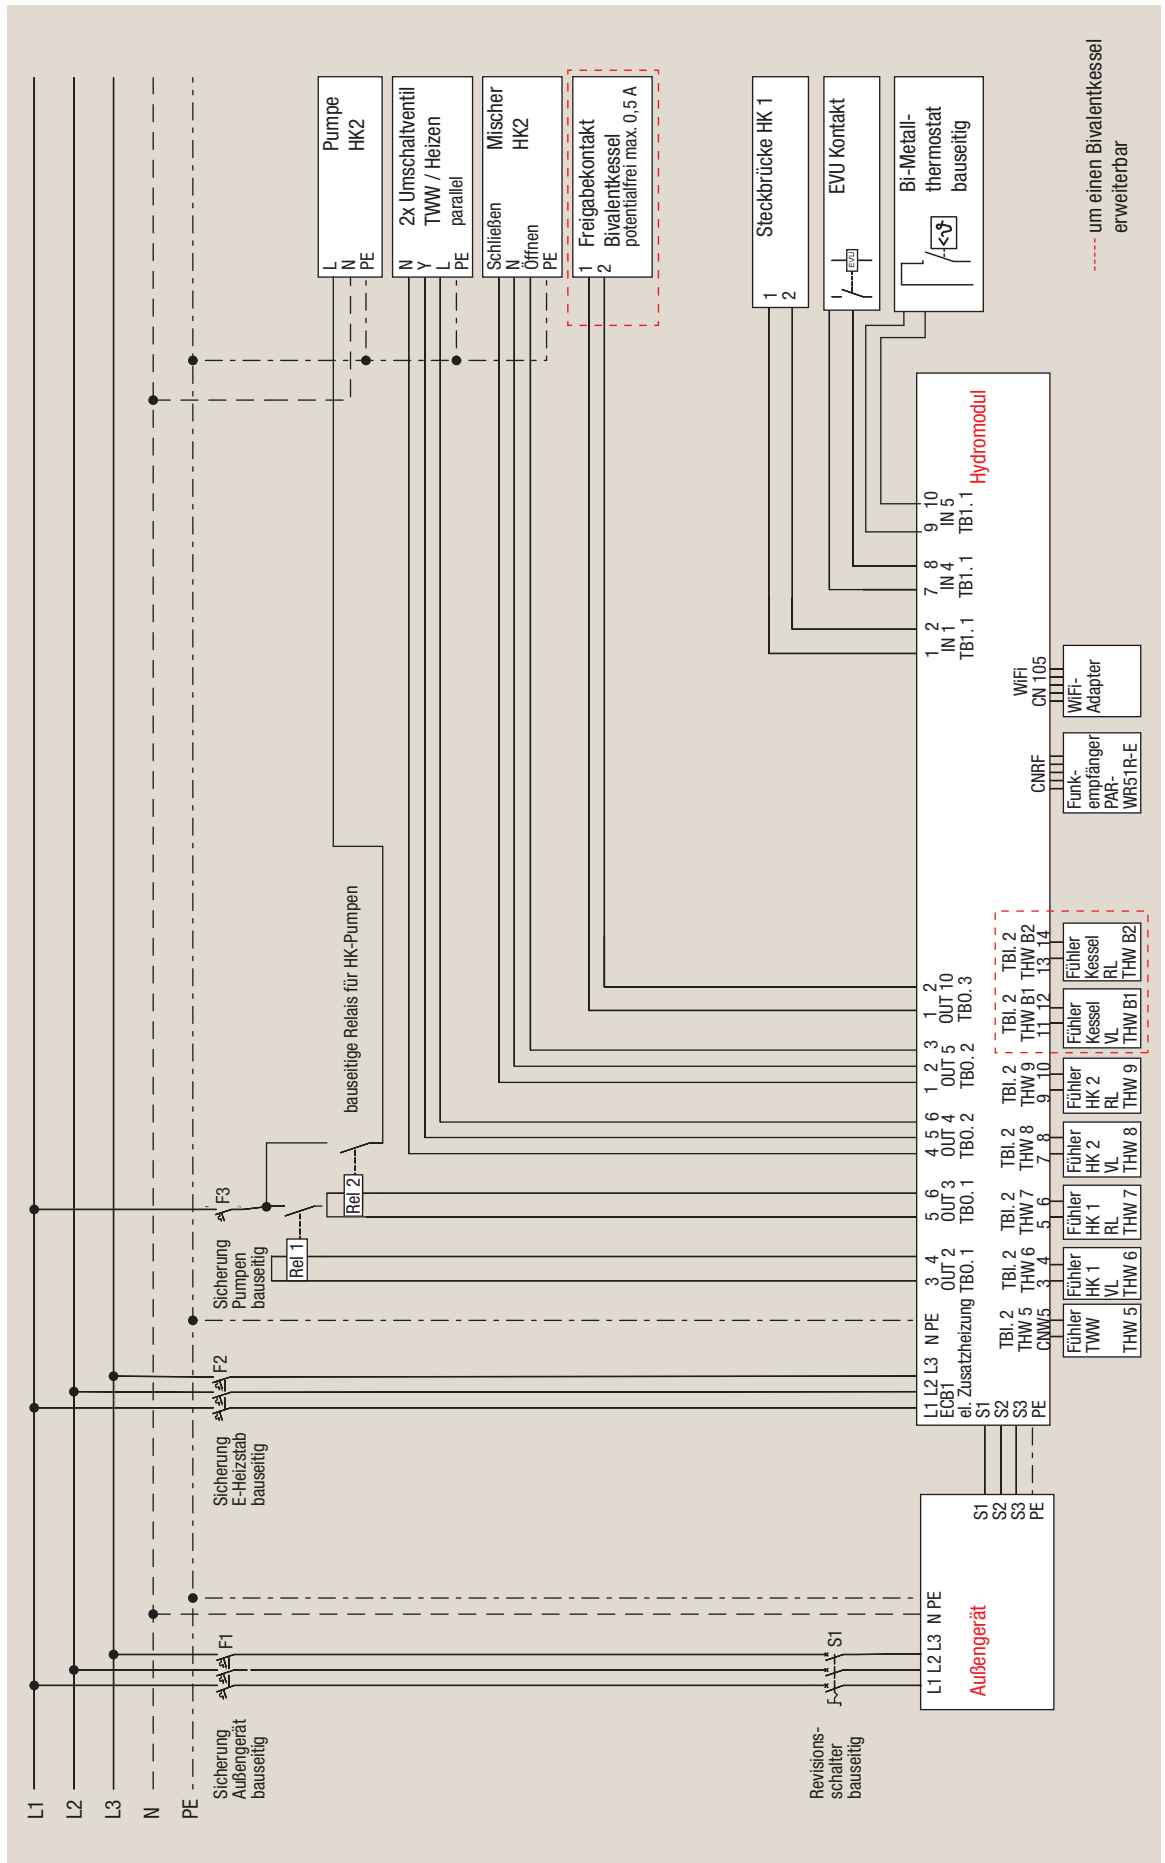 L1
L2
L3
N
PE
Sicherung
Außengerät
bauseitig
F1
Sicherung
E-Heizstab
bauseitig
F2
Sicherung
Pumpen
bauseitig
F3
Rel 1
Rel 2
bauseitige Relais für HK-Pumpen
Pumpe
HK2
L
N
PE
2x Umschaltventil
TWW / Heizen
parallel
N
Y
L
PE
Mischer
HK2
Schließen
N
Öffnen
PE
1 Freigabekontakt
2 Bivalentkessel
potentialfrei max. 0,5 A
Steckbrücke HK 1
1
2
EVU Kontakt
EVU
Bi-Metall-
thermostat
bauseitig
<ϑ
um einen Bivalentkessel
erweiterbar
Revisions-
schalter
bauseitig
S1
L1 L2 L3 N PE
Außengerät
S1
S2
S3
PE
L1 L2 L3 N PE
ECB1
el. Zusatzheizung
S1
S2
S3
PE
3 4
OUT 2
TBO. 1
5 6
OUT 3
TBO. 1
4 5 6
OUT 4
TBO. 2
1 2 3
OUT 5
TBO. 2
1 2
OUT 10
TBO. 3
1 2
IN 1
TB1. 1
7 8
IN 4
TB1. 1
9 10
IN 5
TB1. 1
Hydromodul
TBI. 2
THW 5
CNW5
TBI. 2
THW 6
3 4
TBI. 2
THW 7
5 6
TBI. 2
THW 8
7 8
TBI. 2
THW 9
9 10
TBI. 2
THW B1
11 12
TBI. 2
THW B2
13 14
CNRF
WiFi
CN 105
Fühler
TWW
THW 5
Fühler
HK 1
VL
THW 6
Fühler
HK 1
RL
THW 7
Fühler
HK 2
VL
THW 8
Fühler
HK 2
RL
THW 9
Fühler
Kessel
VL
THW B1
Fühler
Kessel
RL
THW B2
Funk-
empfänger
PAR-
WR51R-E
WiFi-
Adapter